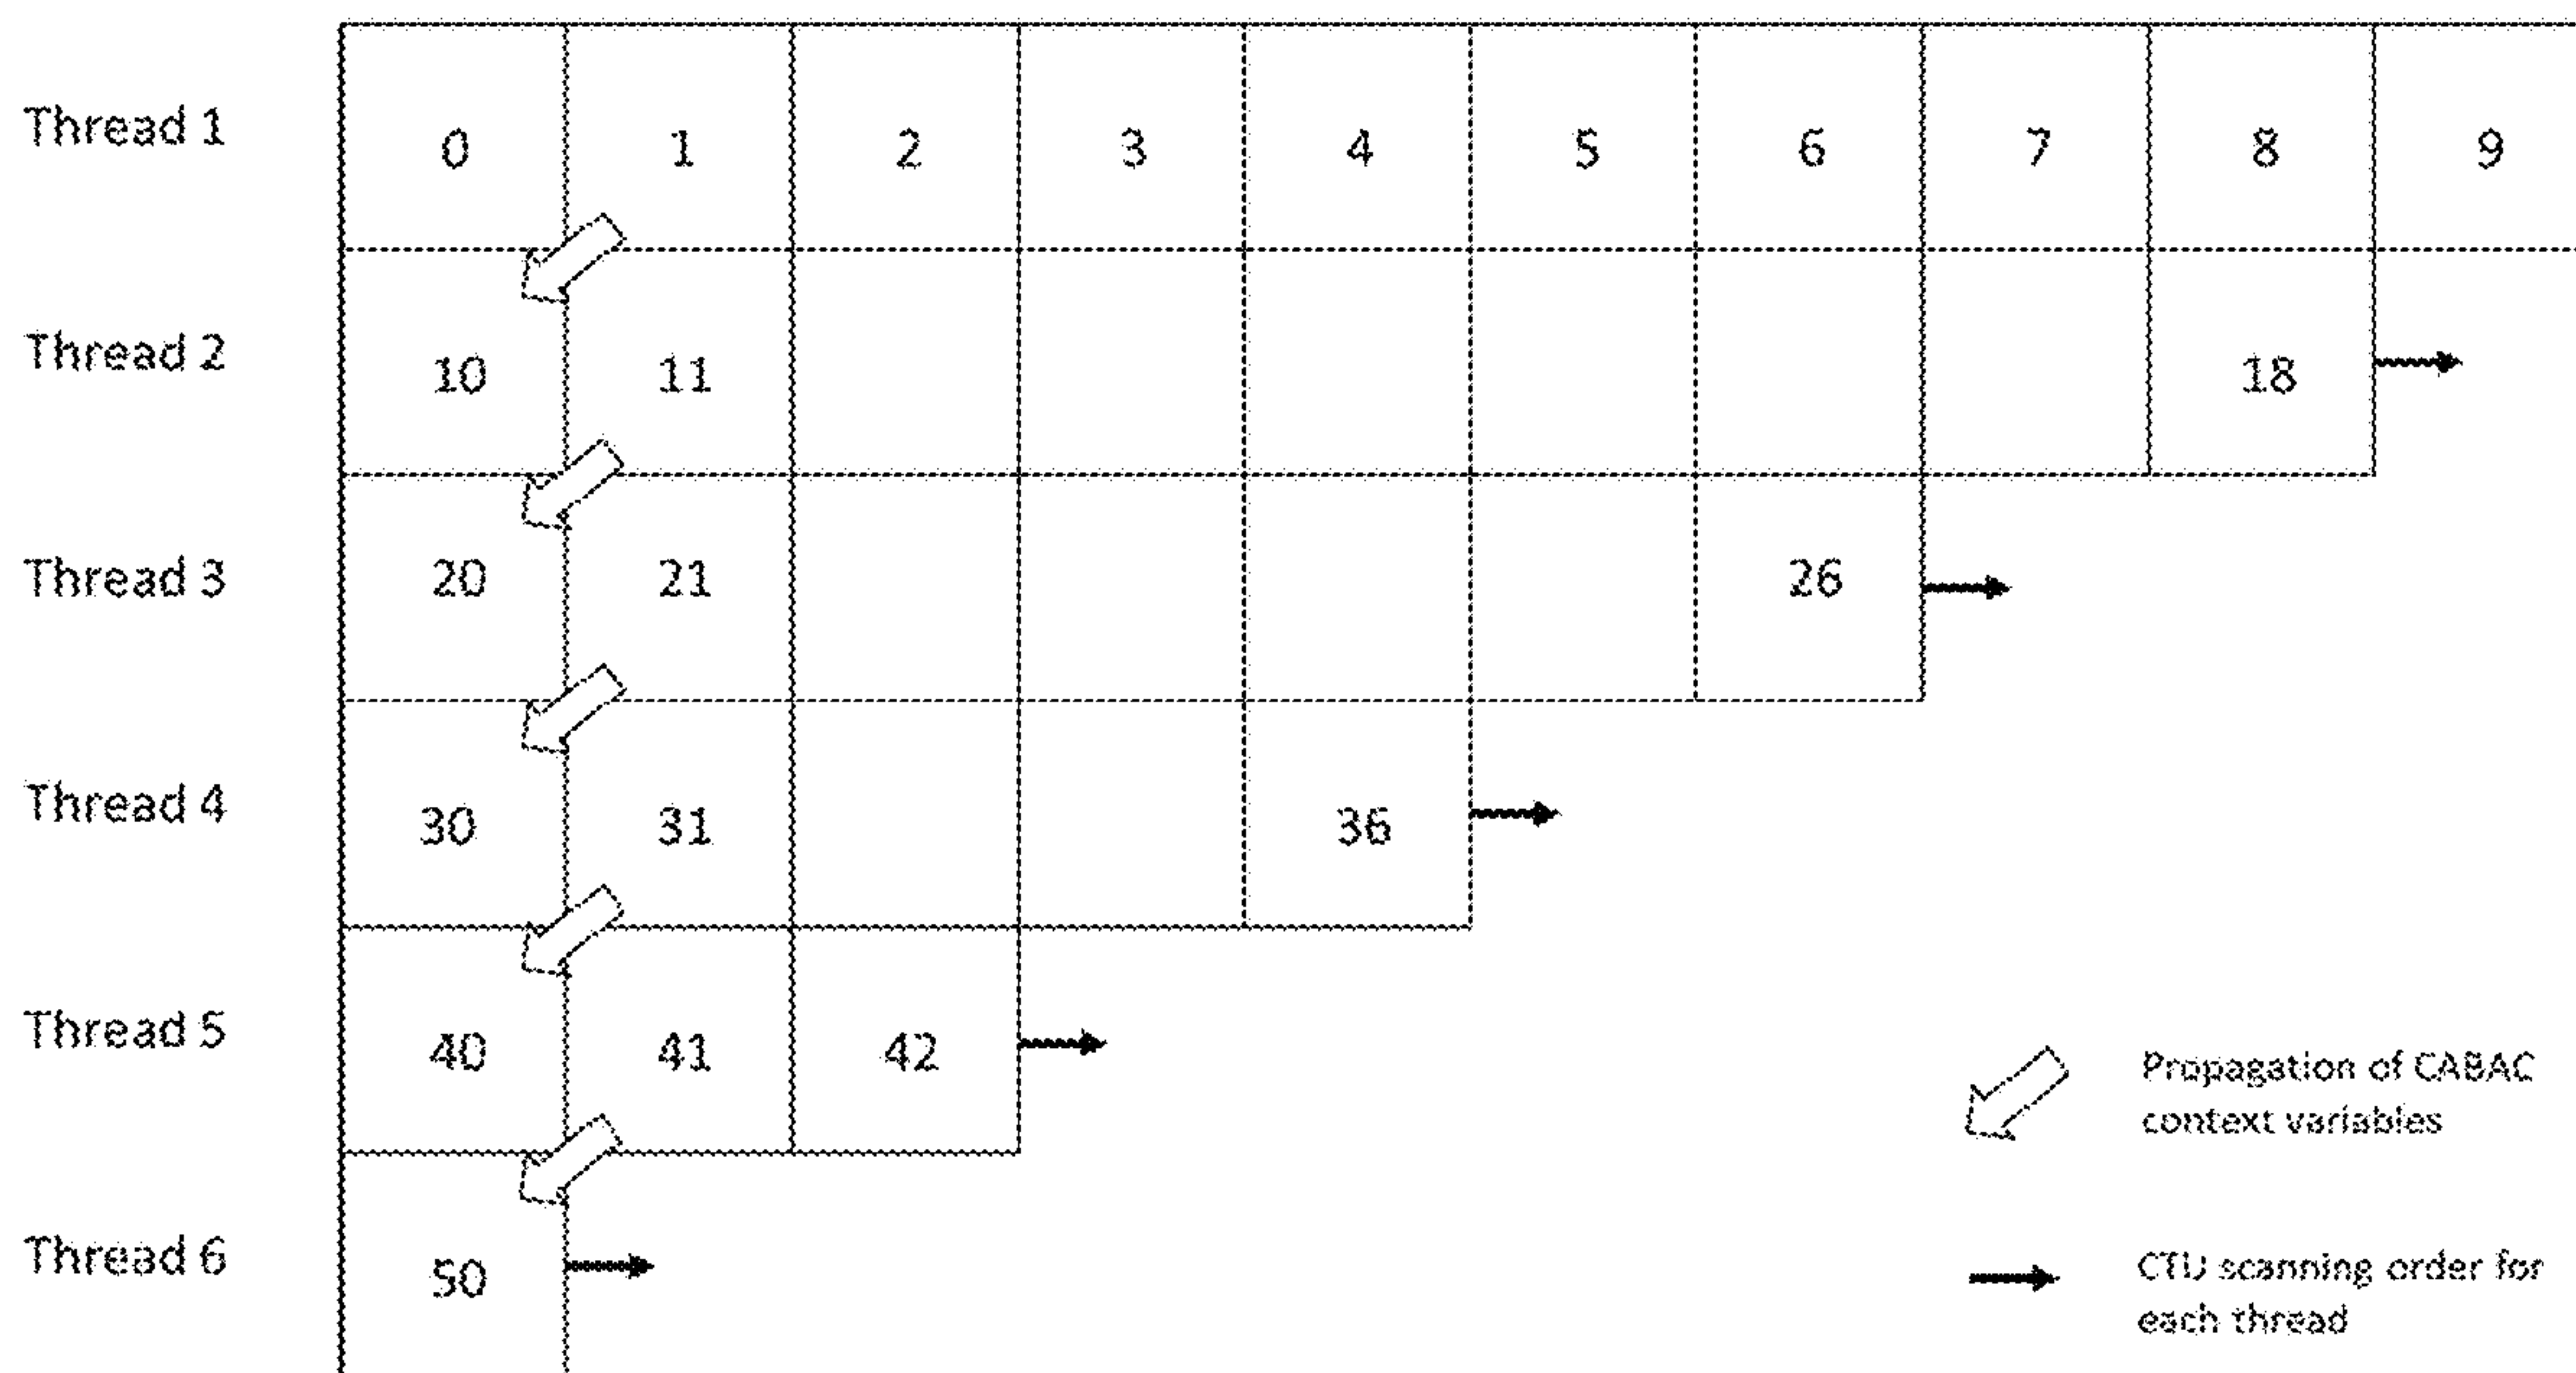 Thread 1 0 1 2 3 4 5 6 7 8 9
Thread 2 10 11 18
Thread 3 20 21 26
Thread 4 30 31 36
Thread 5 40 41 42
Thread 6 50
Propagation of CABAC
context variables
CTU scanning order for
each thread